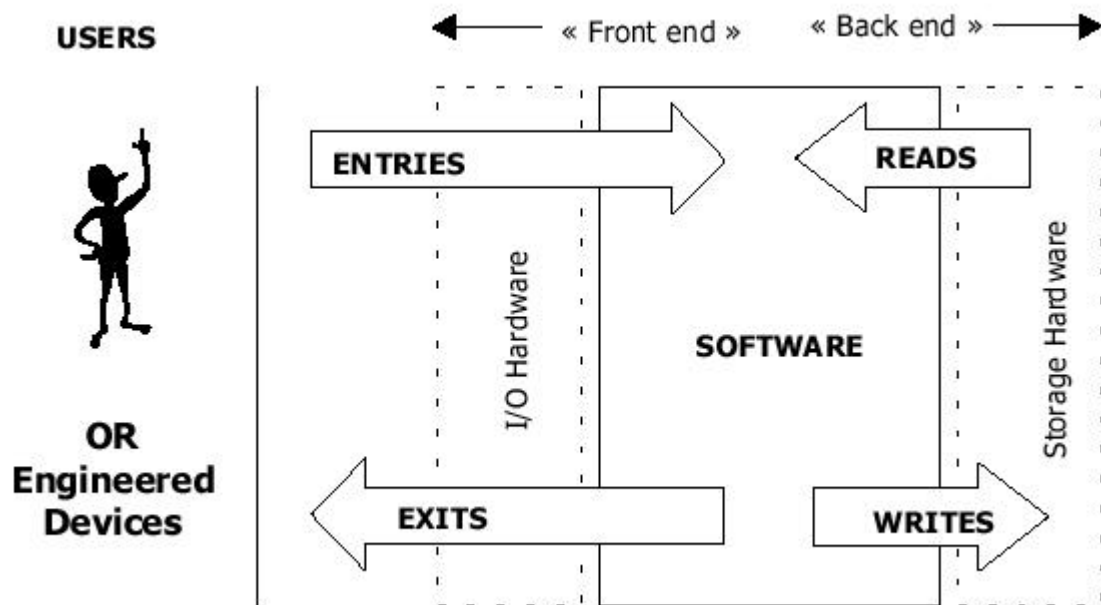 USERS
« Front end »
« Back end »
ENTRIES
READS
I/O Hardware
SOFTWARE
Storage Hardware
OR
Engineered
Devices
EXITS
WRITES